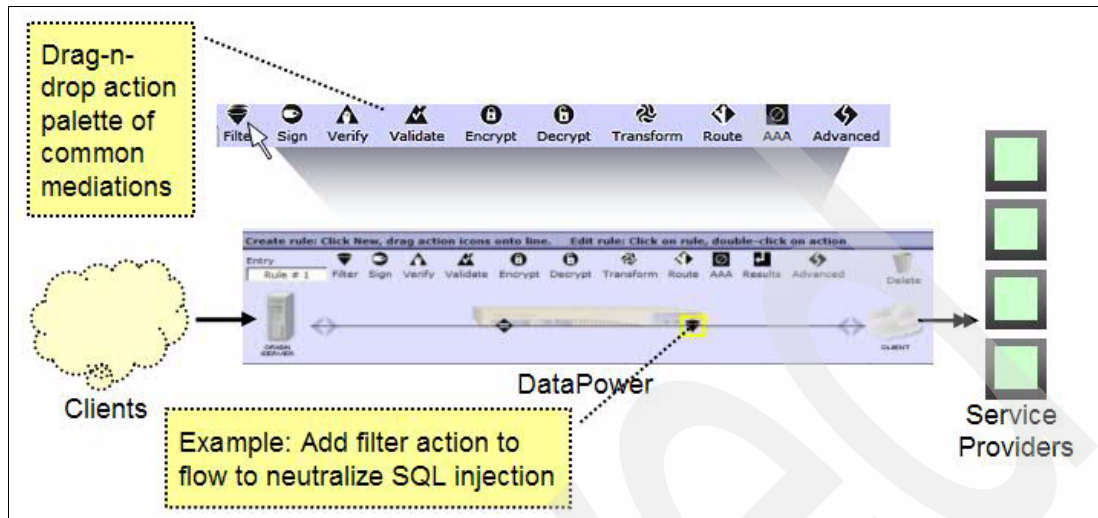 Drag-n-
drop action
palette of
common
mediations
Filter Sign Verify Validate Encrypt Decrypt Transform Route AAA Advanced
Create rule: Click New, drag action icons onto line. Edit rule: Click on rule, double-click on action
Entry
Rule # 1
Filter Sign Verify Validate Encrypt Decrypt Transform Route AAA Results Advanced
Delete
ORIGIN
SERVER
CLIENT
DataPower
Clients
Example: Add filter action to
flow to neutralize SQL injection
Service
Providers